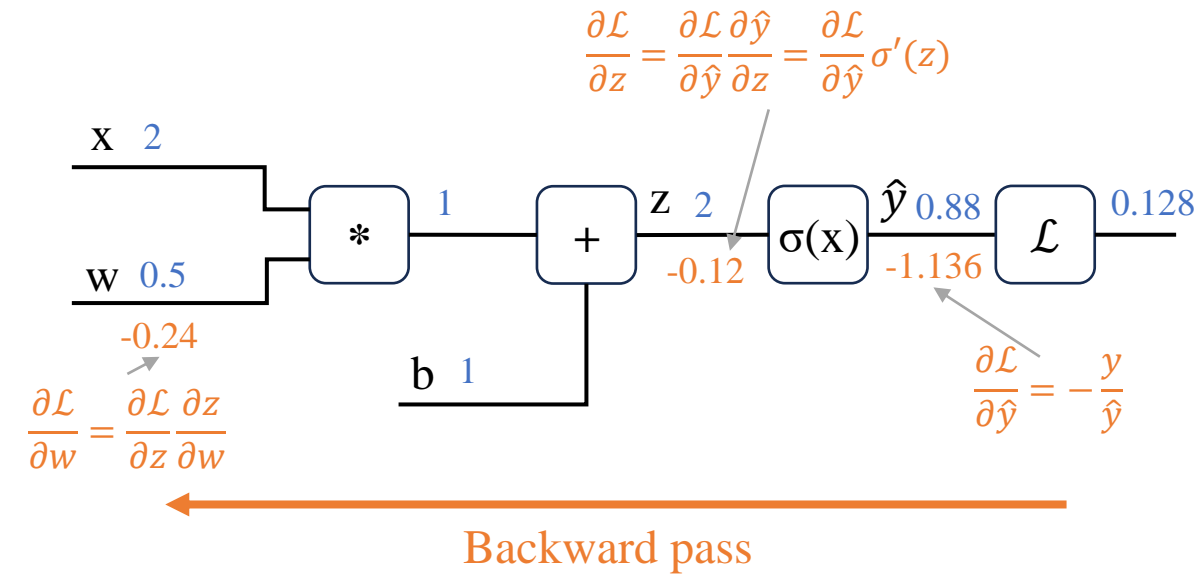 ∂ℒ/∂z = ∂ℒ/∂ŷ ∂ŷ/∂z = ∂ℒ/∂ŷ σ′(z)
x 2
* 1 + z 2 σ(x) ŷ 0.88 ℒ 0.128
w 0.5
-0.12 -1.136
-0.24
b 1
∂ℒ/∂w = ∂ℒ/∂z ∂z/∂w
∂ℒ/∂ŷ = − y/ŷ
Backward pass